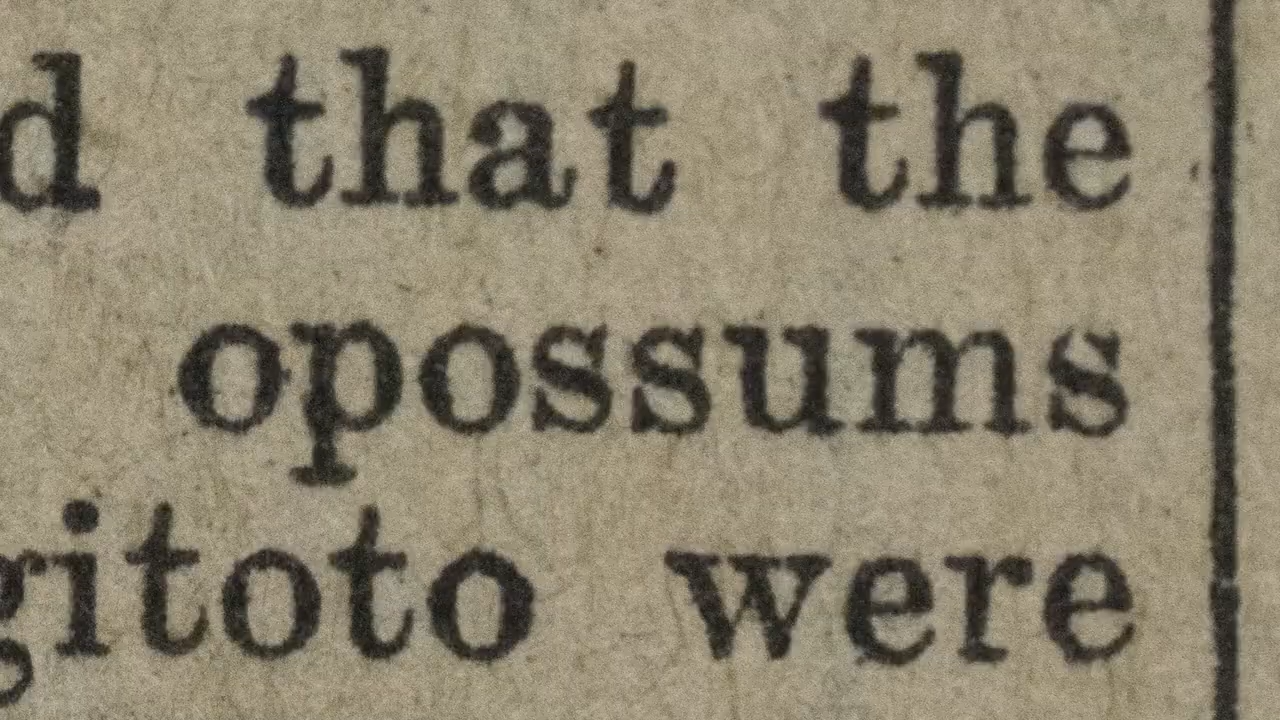 d that the
opossums
gitoto were